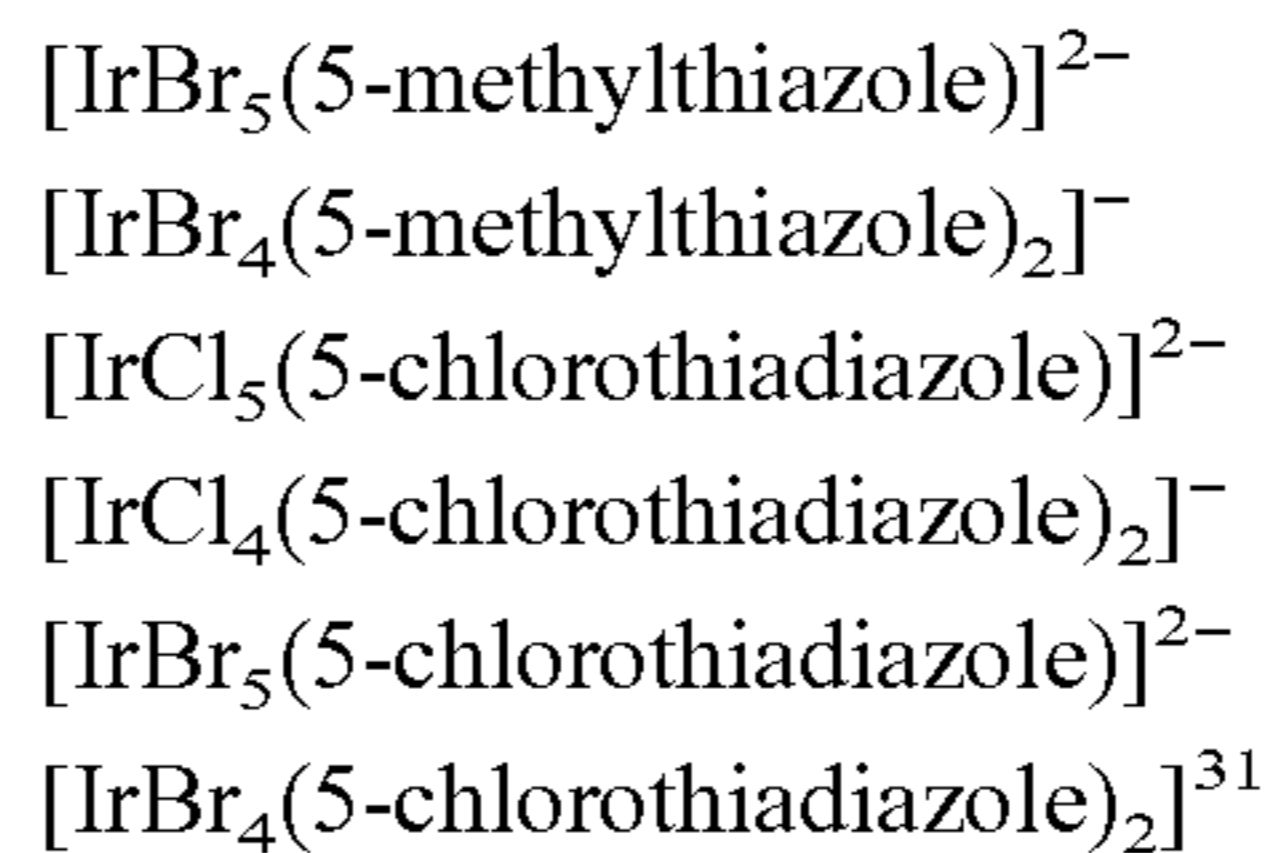 [IrBr₅(5-methylthiazole)]²⁻
[IrBr₄(5-methylthiazole)₂]⁻
[IrCl₅(5-chlorothiadiazole)]²⁻
[IrCl₄(5-chlorothiadiazole)₂]⁻
[IrBr₅(5-chlorothiadiazole)]²⁻
[IrBr₄(5-chlorothiadiazole)₂]³¹